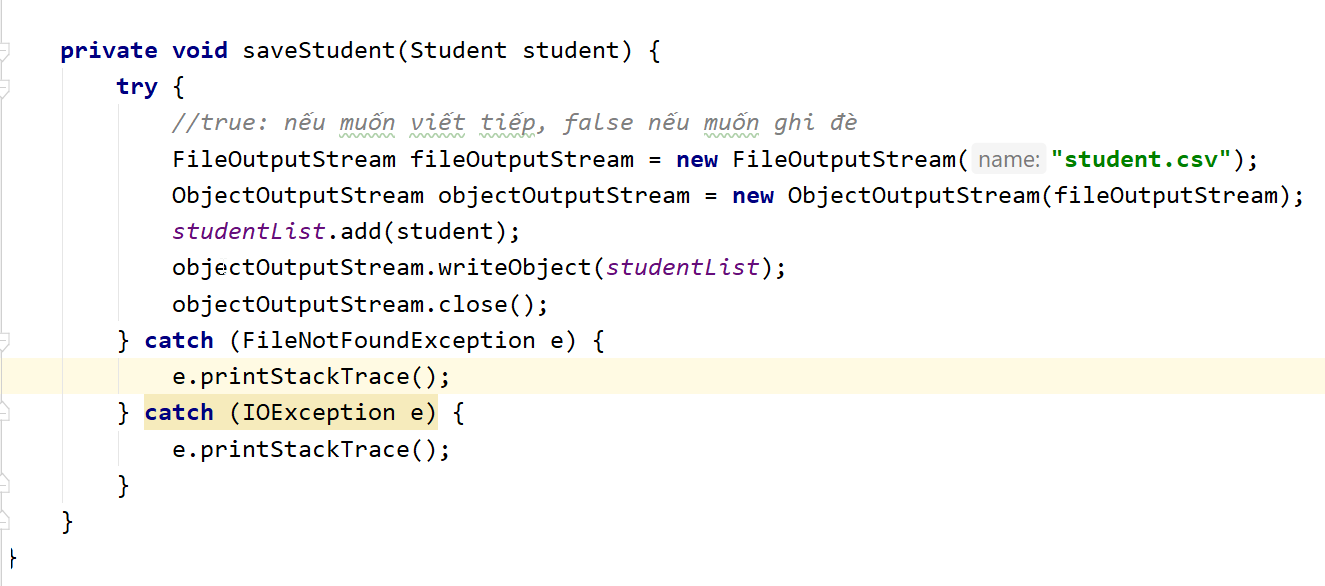 private void saveStudent(Student student) {
try {
//true: nếu muốn viết tiếp, false nếu muốn ghi đè
FileOutputStream fileOutputStream = new FileOutputStream( name: "student.csv");
ObjectOutputStream objectOutputStream = new ObjectOutputStream(fileOutputStream);
studentList.add(student);
objectOutputStream.writeObject(studentList);
objectOutputStream.close();
} catch (FileNotFoundException e) {
e.printStackTrace();
} catch (IOException e) {
e.printStackTrace();
}
}
}